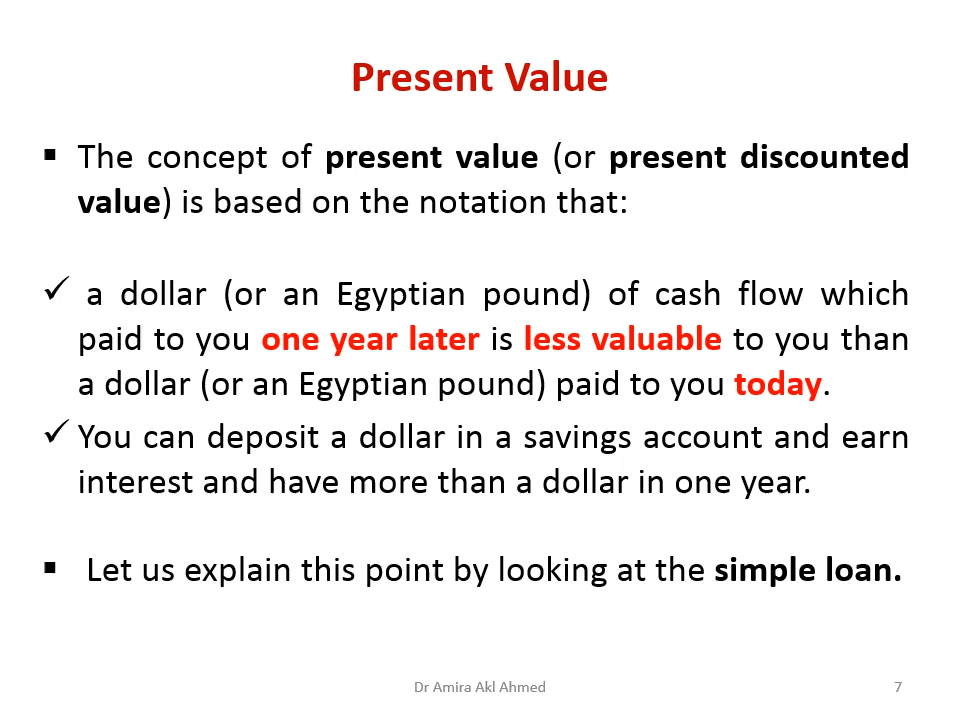 Present Value
▪ The concept of present value (or present discounted
value) is based on the notation that:
✓ a dollar (or an Egyptian pound) of cash flow which
paid to you one year later is less valuable to you than
a dollar (or an Egyptian pound) paid to you today.
✓ You can deposit a dollar in a savings account and earn
interest and have more than a dollar in one year.
▪ Let us explain this point by looking at the simple loan.
Dr Amira Akl Ahmed
7